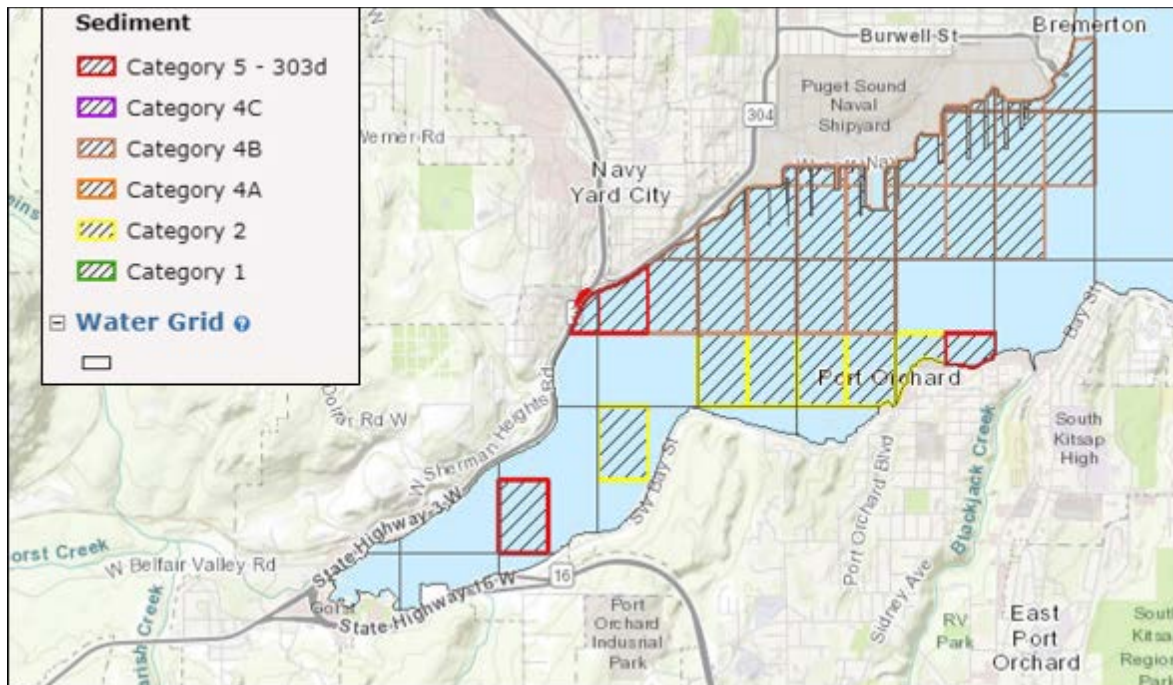 Sediment
Category 5 - 303d
Category 4C
Category 4B
Category 4A
Category 2
Category 1
Water Grid
Bremerton
Burwell St
Puget Sound
Naval
Shipyard
304
Werner Rd
Navy
Yard City
Port Orchard
Bay St
W Sherman Heights Rd
SW Bay St
Port Orchard Blvd
Blackjack Creek
South
Kitsap
High
State Highway 3 W
W Belfair Valley Rd
Gorst
State Highway 16 W
16
Port
Orchard
Indusrial
Park
Sidney Ave
RV
Park
East
Port
Orchard